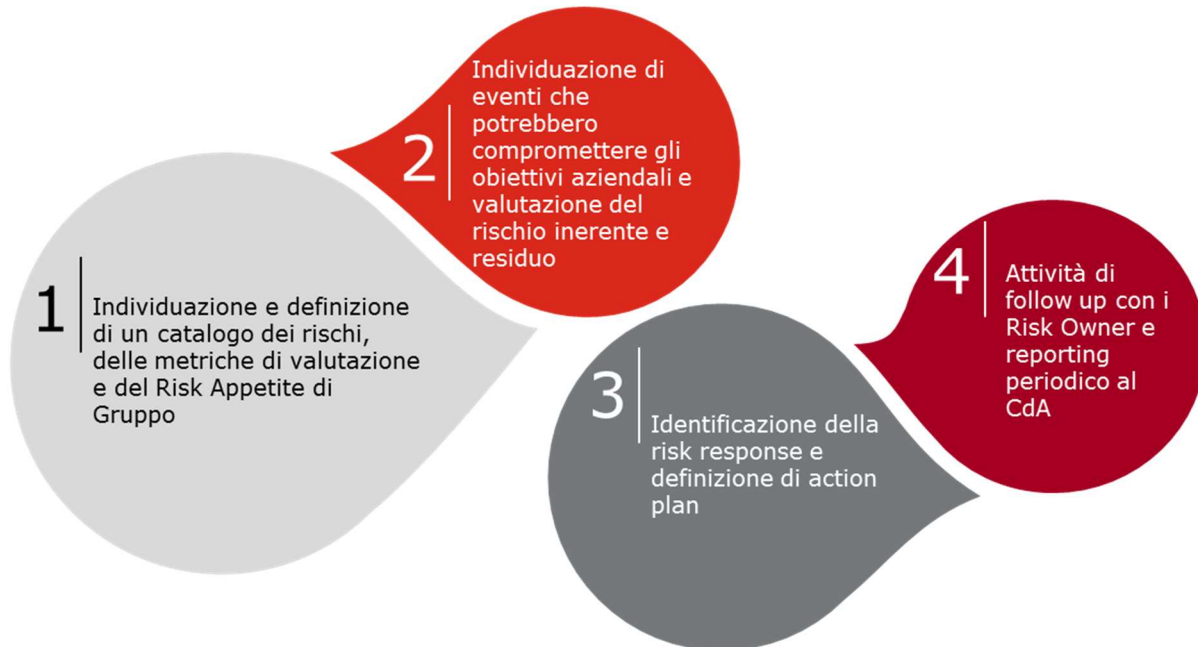 1
Individuazione e definizione
di un catalogo dei rischi,
delle metriche di valutazione
e del Risk Appetite di
Gruppo
2
Individuazione di
eventi che
potrebbero
compromettere gli
obiettivi aziendali e
valutazione del
rischio inerente e
residuo
3
Identificazione della
risk response e
definizione di action
plan
4
Attività di
follow up con i
Risk Owner e
reporting
periodico al
CdA